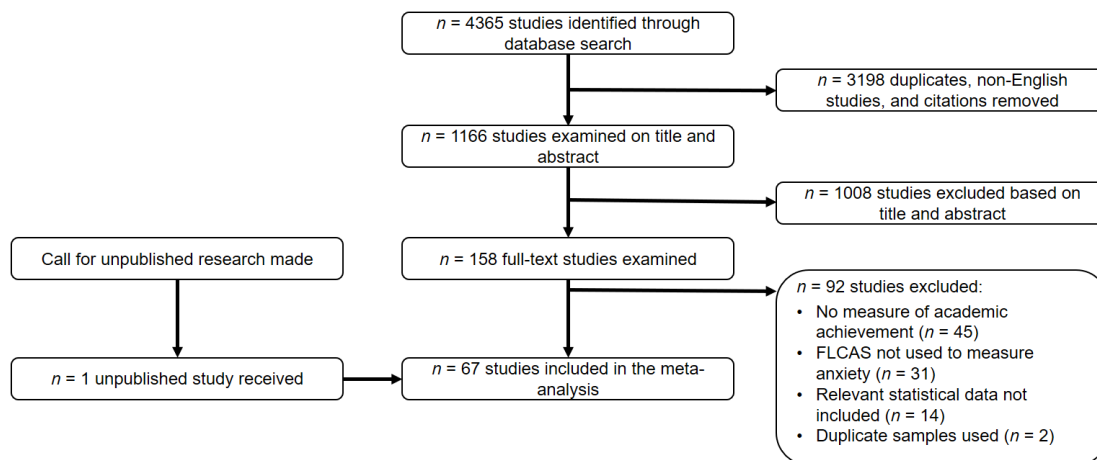 n = 4365 studies identified through
database search
n = 3198 duplicates, non-English
studies, and citations removed
n = 1166 studies examined on title and
abstract
n = 1008 studies excluded based on
title and abstract
Call for unpublished research made
n = 158 full-text studies examined
n = 92 studies excluded:
• No measure of academic
achievement (n = 45)
• FLCAS not used to measure
anxiety (n = 31)
• Relevant statistical data not
included (n = 14)
• Duplicate samples used (n = 2)
n = 1 unpublished study received
n = 67 studies included in the meta-
analysis